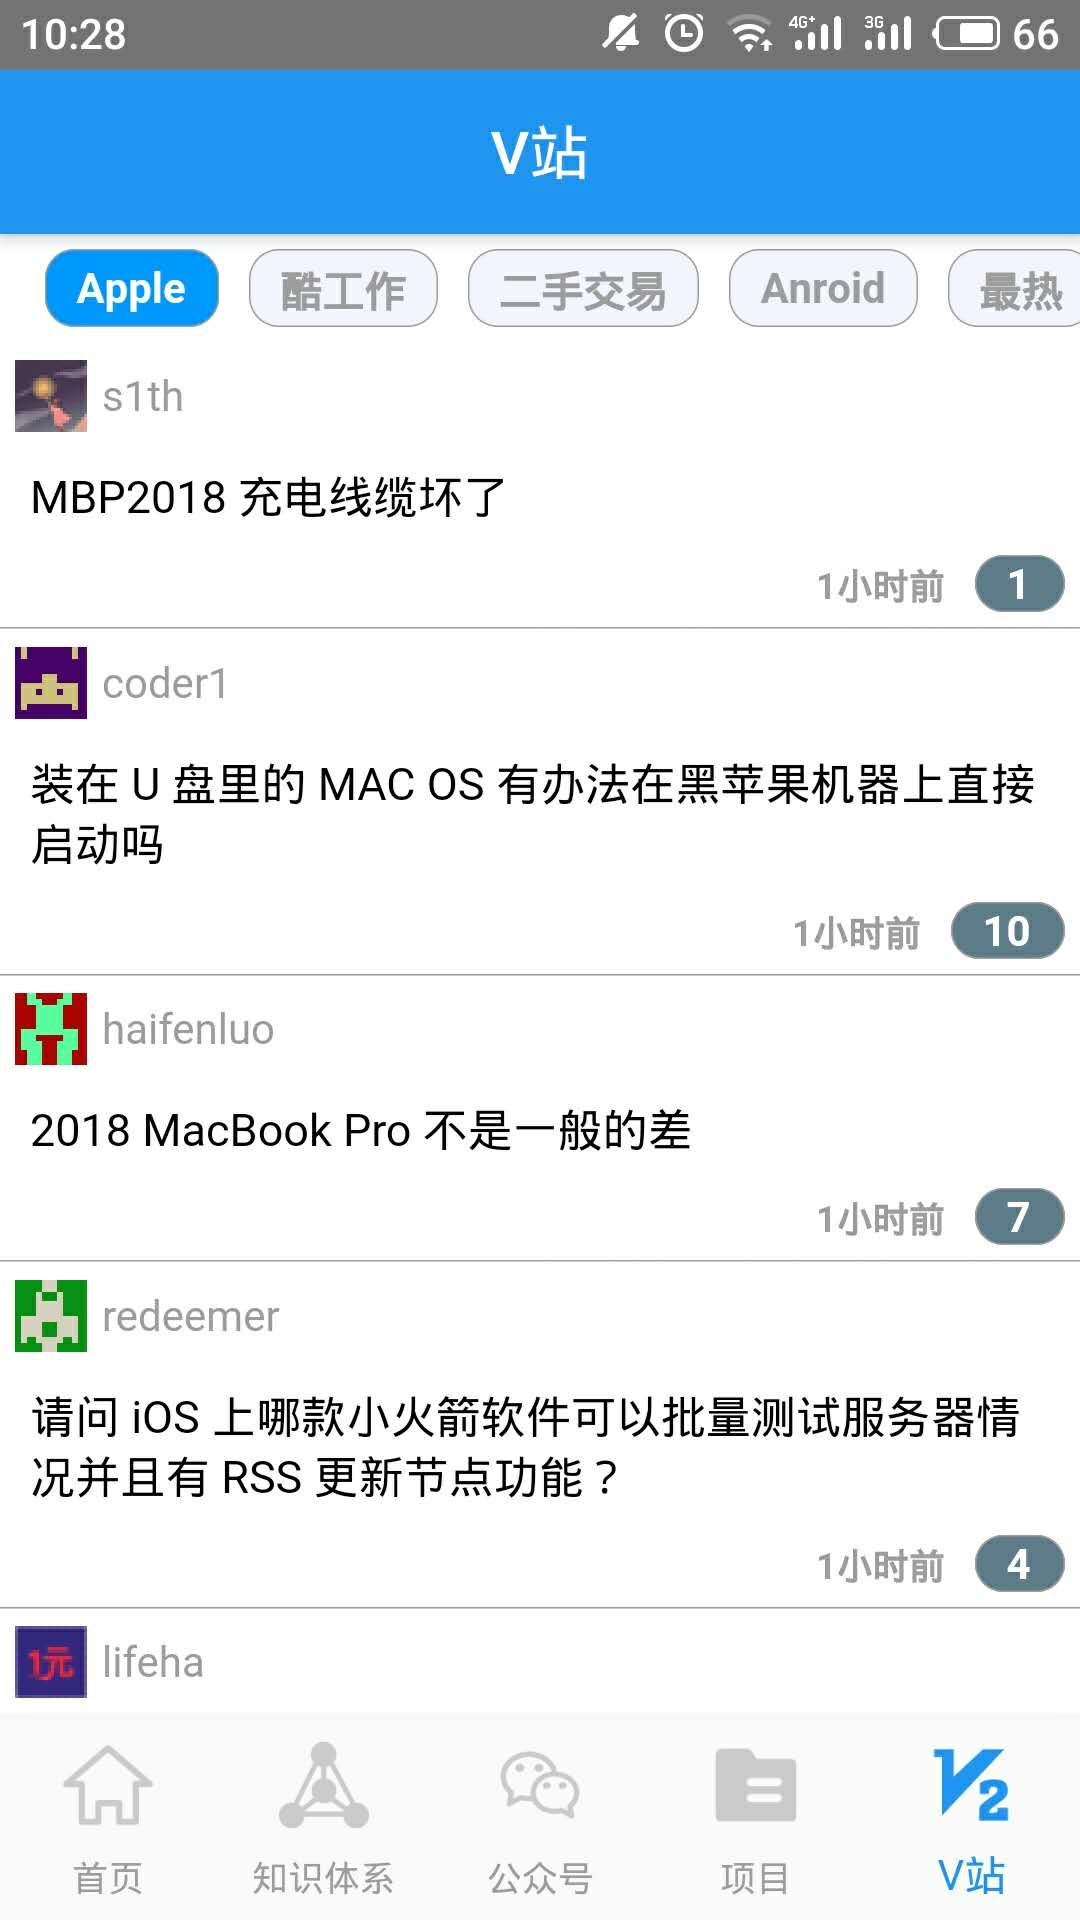 10:28 4G+ 3G 66
V站
Apple 酷工作 二手交易 Anroid 最热
s1th
MBP2018 充电线缆坏了
1小时前 1
coder1
装在 U 盘里的 MAC OS 有办法在黑苹果机器上直接
启动吗
1小时前 10
haifenluo
2018 MacBook Pro 不是一般的差
1小时前 7
redeemer
请问 iOS 上哪款小火箭软件可以批量测试服务器情
况并且有 RSS 更新节点功能？
1小时前 4
1元 lifeha
V2
首页 知识体系 公众号 项目 V站